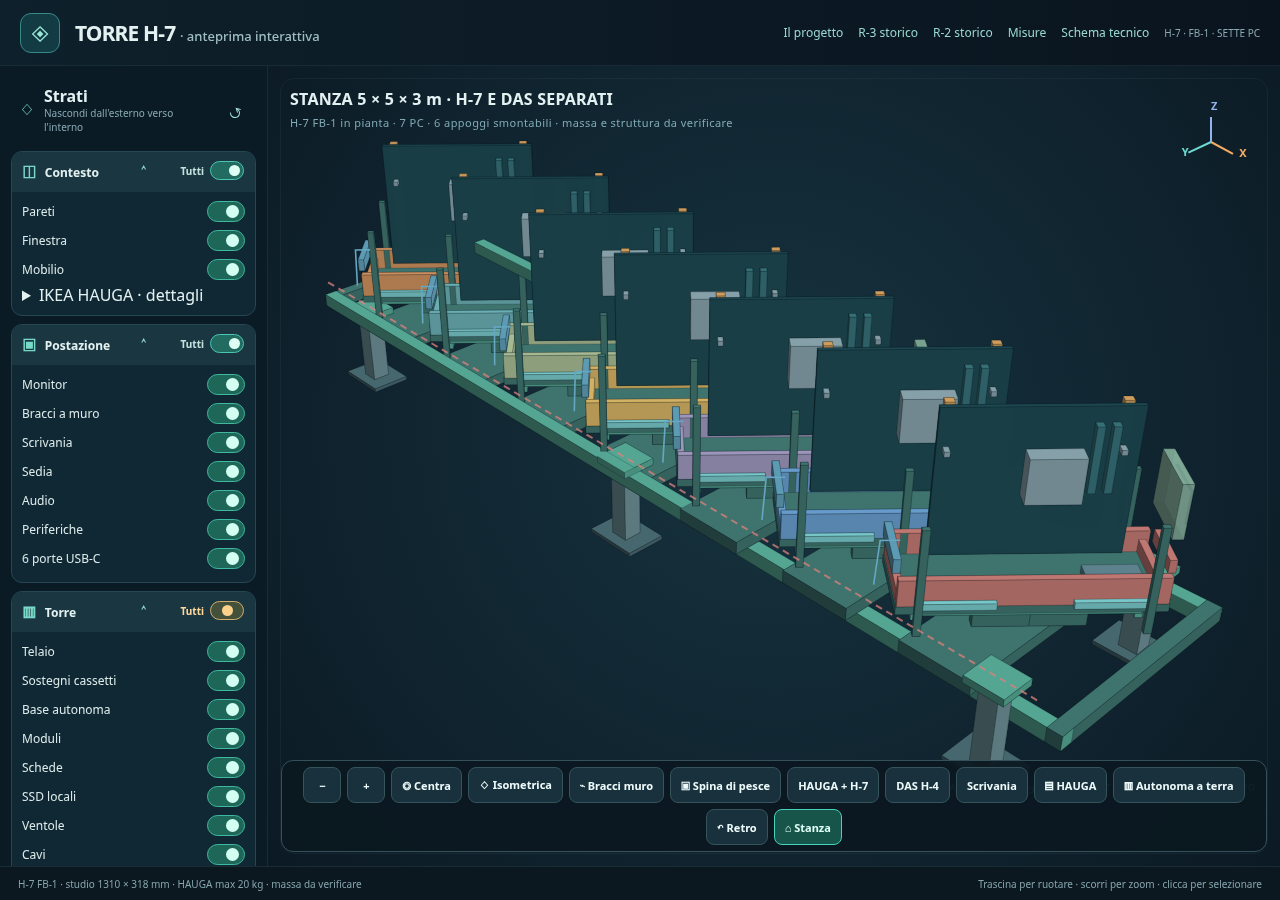 TORRE H-7 · anteprima interattiva
Il progetto
R-3 storico
R-2 storico
Misure
Schema tecnico
H-7 · FB-1 · SETTE PC
Strati
Nascondi dall'esterno verso
l'interno
Contesto
Tutti
Pareti
Finestra
Mobilio
IKEA HAUGA · dettagli
Postazione
Tutti
Monitor
Bracci a muro
Scrivania
Sedia
Audio
Periferiche
6 porte USB-C
Torre
Tutti
Telaio
Sostegni cassetti
Base autonoma
Moduli
Schede
SSD locali
Ventole
Cavi
STANZA 5 × 5 × 3 m · H-7 E DAS SEPARATI
H-7 FB-1 in pianta · 7 PC · 6 appoggi smontabili · massa e struttura da verificare
Z
Y
X
−
+
Centra
Isometrica
Bracci muro
Spina di pesce
HAUGA + H-7
DAS H-4
Scrivania
HAUGA
Autonoma a terra
Retro
Stanza
H-7 FB-1 · studio 1310 × 318 mm · HAUGA max 20 kg · massa da verificare
Trascina per ruotare · scorri per zoom · clicca per selezionare